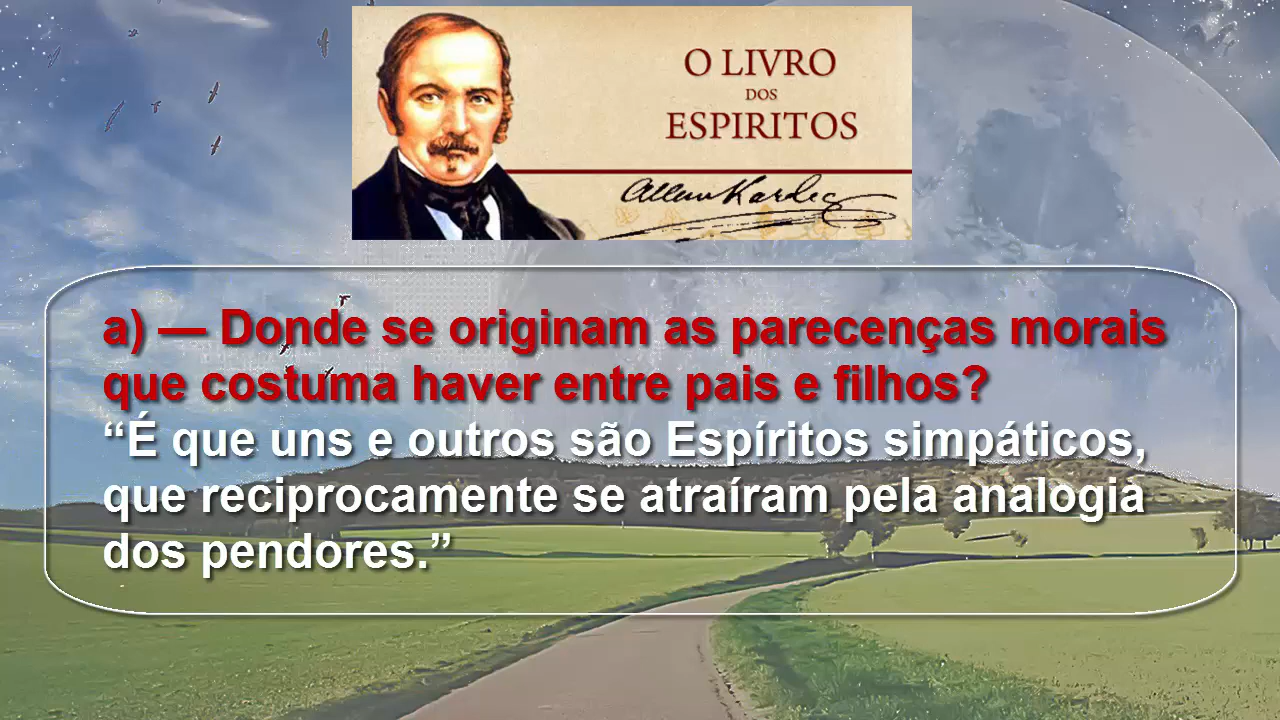 O LIVRO
DOS
ESPIRITOS
Allan Kardec
a) — Donde se originam as parecenças morais
que costuma haver entre pais e filhos?
“É que uns e outros são Espíritos simpáticos,
que reciprocamente se atraíram pela analogia
dos pendores.”